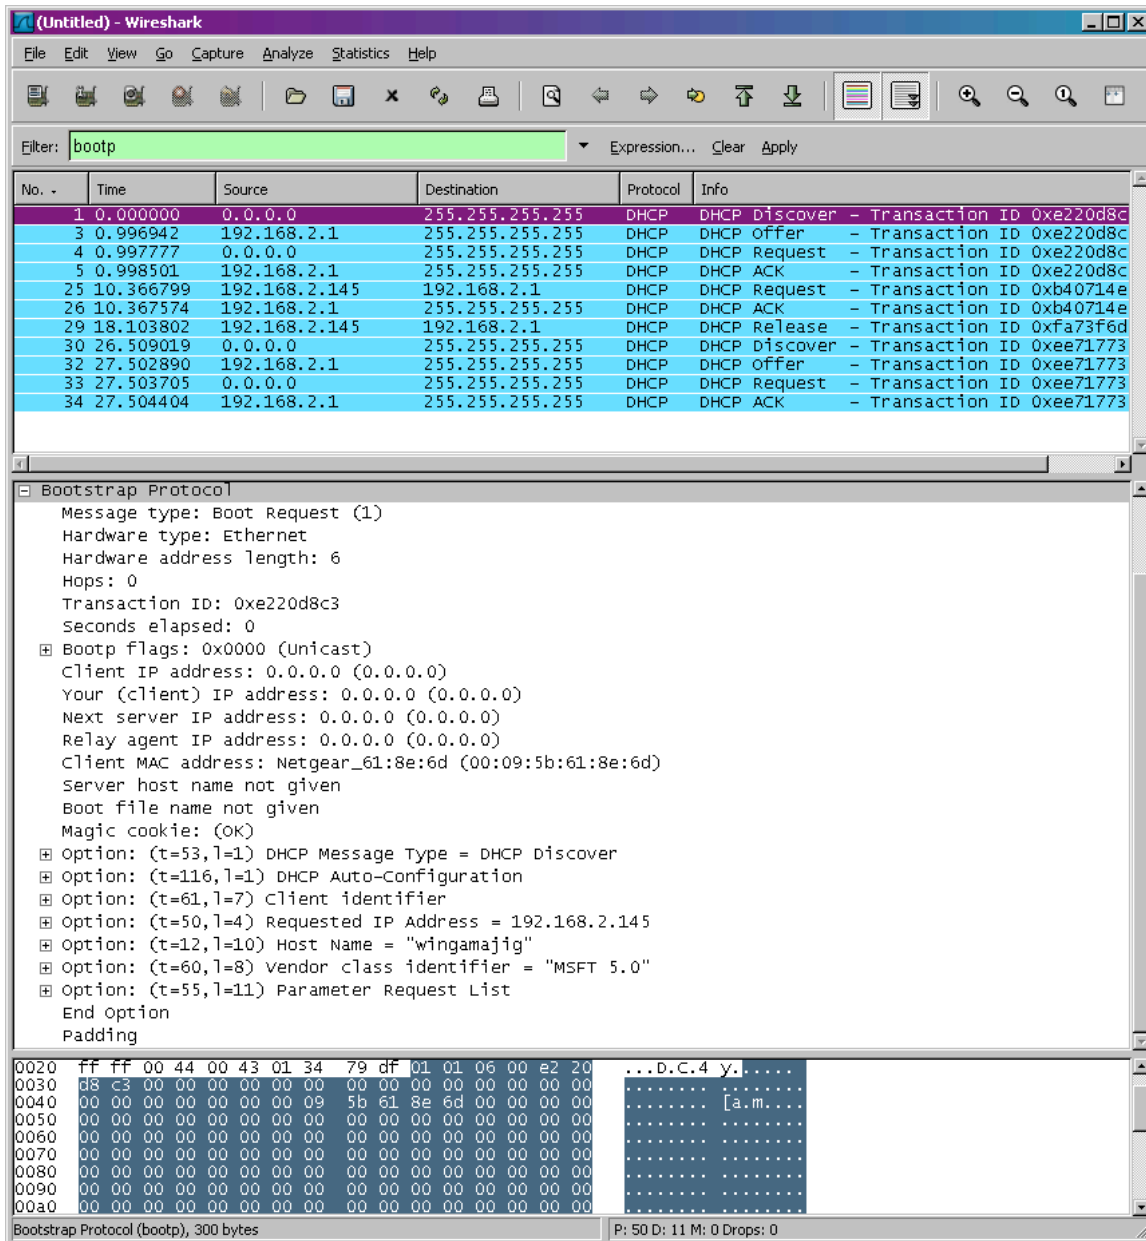 (Untitled) - Wireshark
File Edit View Go Capture Analyze Statistics Help
Filter: bootp Expression... Clear Apply
No. - Time Source Destination Protocol Info
1 0.000000 0.0.0.0 255.255.255.255 DHCP DHCP Discover - Transaction ID 0xe220d8c
3 0.996942 192.168.2.1 255.255.255.255 DHCP DHCP Offer - Transaction ID 0xe220d8c
4 0.997777 0.0.0.0 255.255.255.255 DHCP DHCP Request - Transaction ID 0xe220d8c
5 0.998501 192.168.2.1 255.255.255.255 DHCP DHCP ACK - Transaction ID 0xe220d8c
25 10.366799 192.168.2.145 192.168.2.1 DHCP DHCP Request - Transaction ID 0xb40714e
26 10.367574 192.168.2.1 255.255.255.255 DHCP DHCP ACK - Transaction ID 0xb40714e
29 18.103802 192.168.2.145 192.168.2.1 DHCP DHCP Release - Transaction ID 0xfa73f6d
30 26.509019 0.0.0.0 255.255.255.255 DHCP DHCP Discover - Transaction ID 0xee71773
32 27.502890 192.168.2.1 255.255.255.255 DHCP DHCP Offer - Transaction ID 0xee71773
33 27.503705 0.0.0.0 255.255.255.255 DHCP DHCP Request - Transaction ID 0xee71773
34 27.504404 192.168.2.1 255.255.255.255 DHCP DHCP ACK - Transaction ID 0xee71773
Bootstrap Protocol
Message type: Boot Request (1)
Hardware type: Ethernet
Hardware address length: 6
Hops: 0
Transaction ID: 0xe220d8c3
Seconds elapsed: 0
Bootp flags: 0x0000 (Unicast)
Client IP address: 0.0.0.0 (0.0.0.0)
Your (client) IP address: 0.0.0.0 (0.0.0.0)
Next server IP address: 0.0.0.0 (0.0.0.0)
Relay agent IP address: 0.0.0.0 (0.0.0.0)
Client MAC address: Netgear_61:8e:6d (00:09:5b:61:8e:6d)
Server host name not given
Boot file name not given
Magic cookie: (OK)
Option: (t=53,l=1) DHCP Message Type = DHCP Discover
Option: (t=116,l=1) DHCP Auto-Configuration
Option: (t=61,l=7) Client identifier
Option: (t=50,l=4) Requested IP Address = 192.168.2.145
Option: (t=12,l=10) Host Name = "wingamajig"
Option: (t=60,l=8) Vendor class identifier = "MSFT 5.0"
Option: (t=55,l=11) Parameter Request List
End Option
Padding
0020 ff ff 00 44 00 43 01 34 79 df 01 01 06 00 e2 20 ...D.C.4 y.....
0030 d8 c3 00 00 00 00 00 00 00 00 00 00 00 00 00 00 ........ ........
0040 00 00 00 00 00 00 00 09 5b 61 8e 6d 00 00 00 00 ........ [a.m....
0050 00 00 00 00 00 00 00 00 00 00 00 00 00 00 00 00 ........ ........
0060 00 00 00 00 00 00 00 00 00 00 00 00 00 00 00 00 ........ ........
0070 00 00 00 00 00 00 00 00 00 00 00 00 00 00 00 00 ........ ........
0080 00 00 00 00 00 00 00 00 00 00 00 00 00 00 00 00 ........ ........
0090 00 00 00 00 00 00 00 00 00 00 00 00 00 00 00 00 ........ ........
00a0 00 00 00 00 00 00 00 00 00 00 00 00 00 00 00 00 ........ ........
Bootstrap Protocol (bootp), 300 bytes P: 50 D: 11 M: 0 Drops: 0